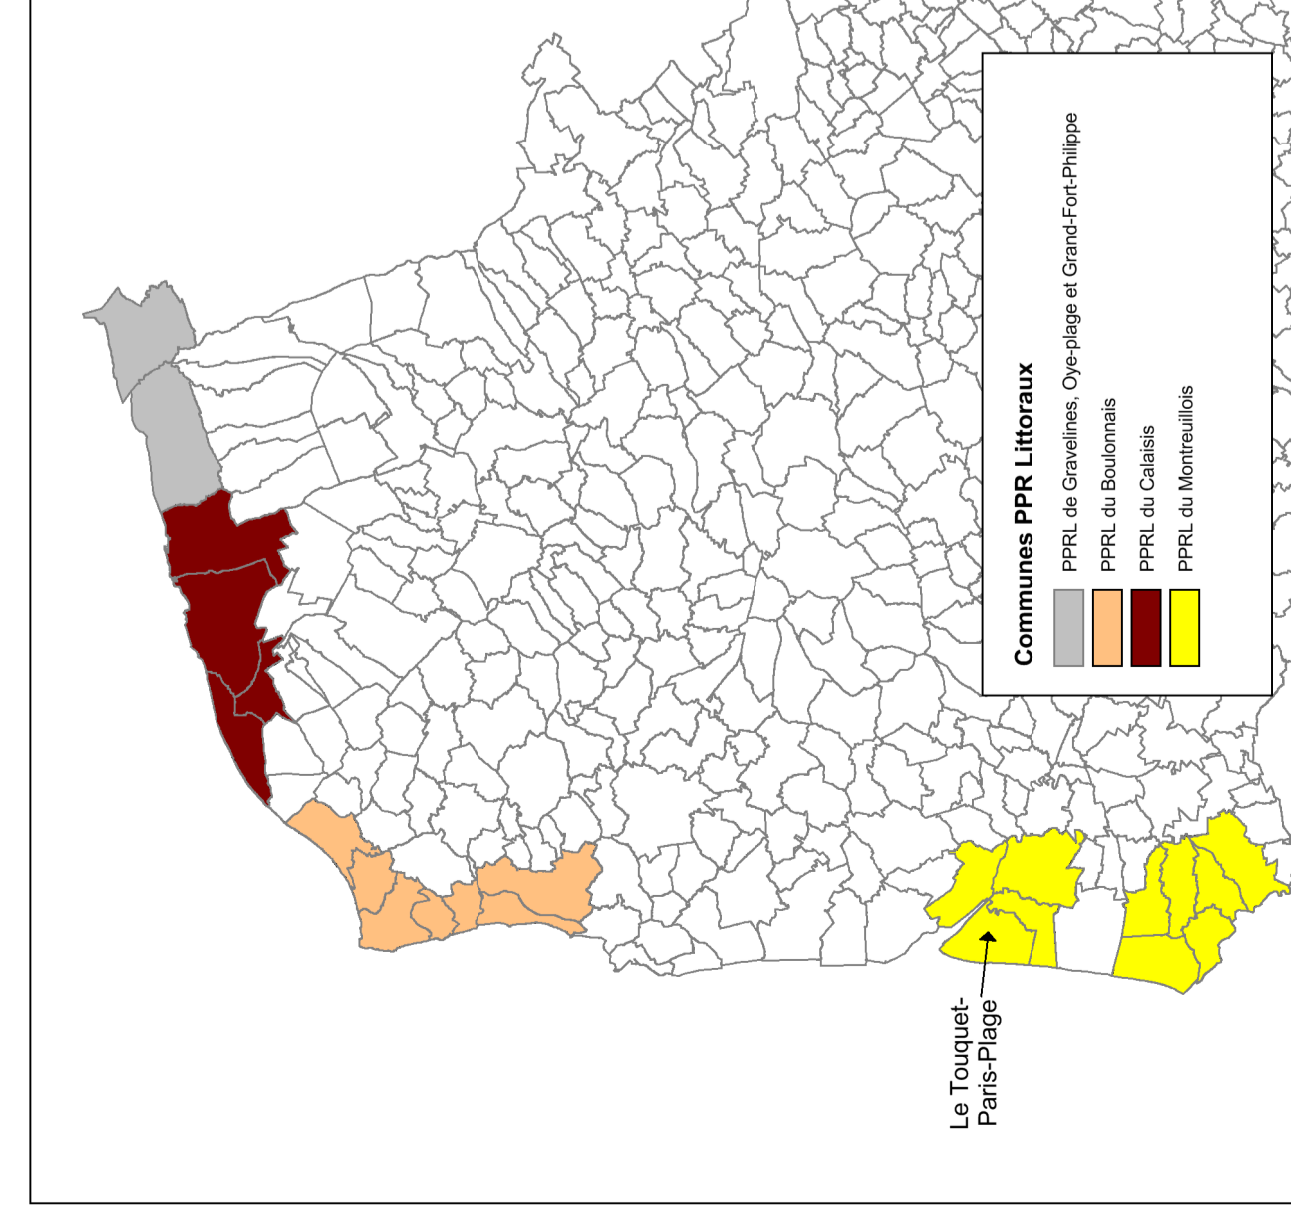 Le Touquet-
Paris-Plage
Communes PPR Littoraux
PPRL de Gravelines, Oye-plage et Grand-Fort-Philippe
PPRL du Boulonnais
PPRL du Calaisis
PPRL du Montreuillois